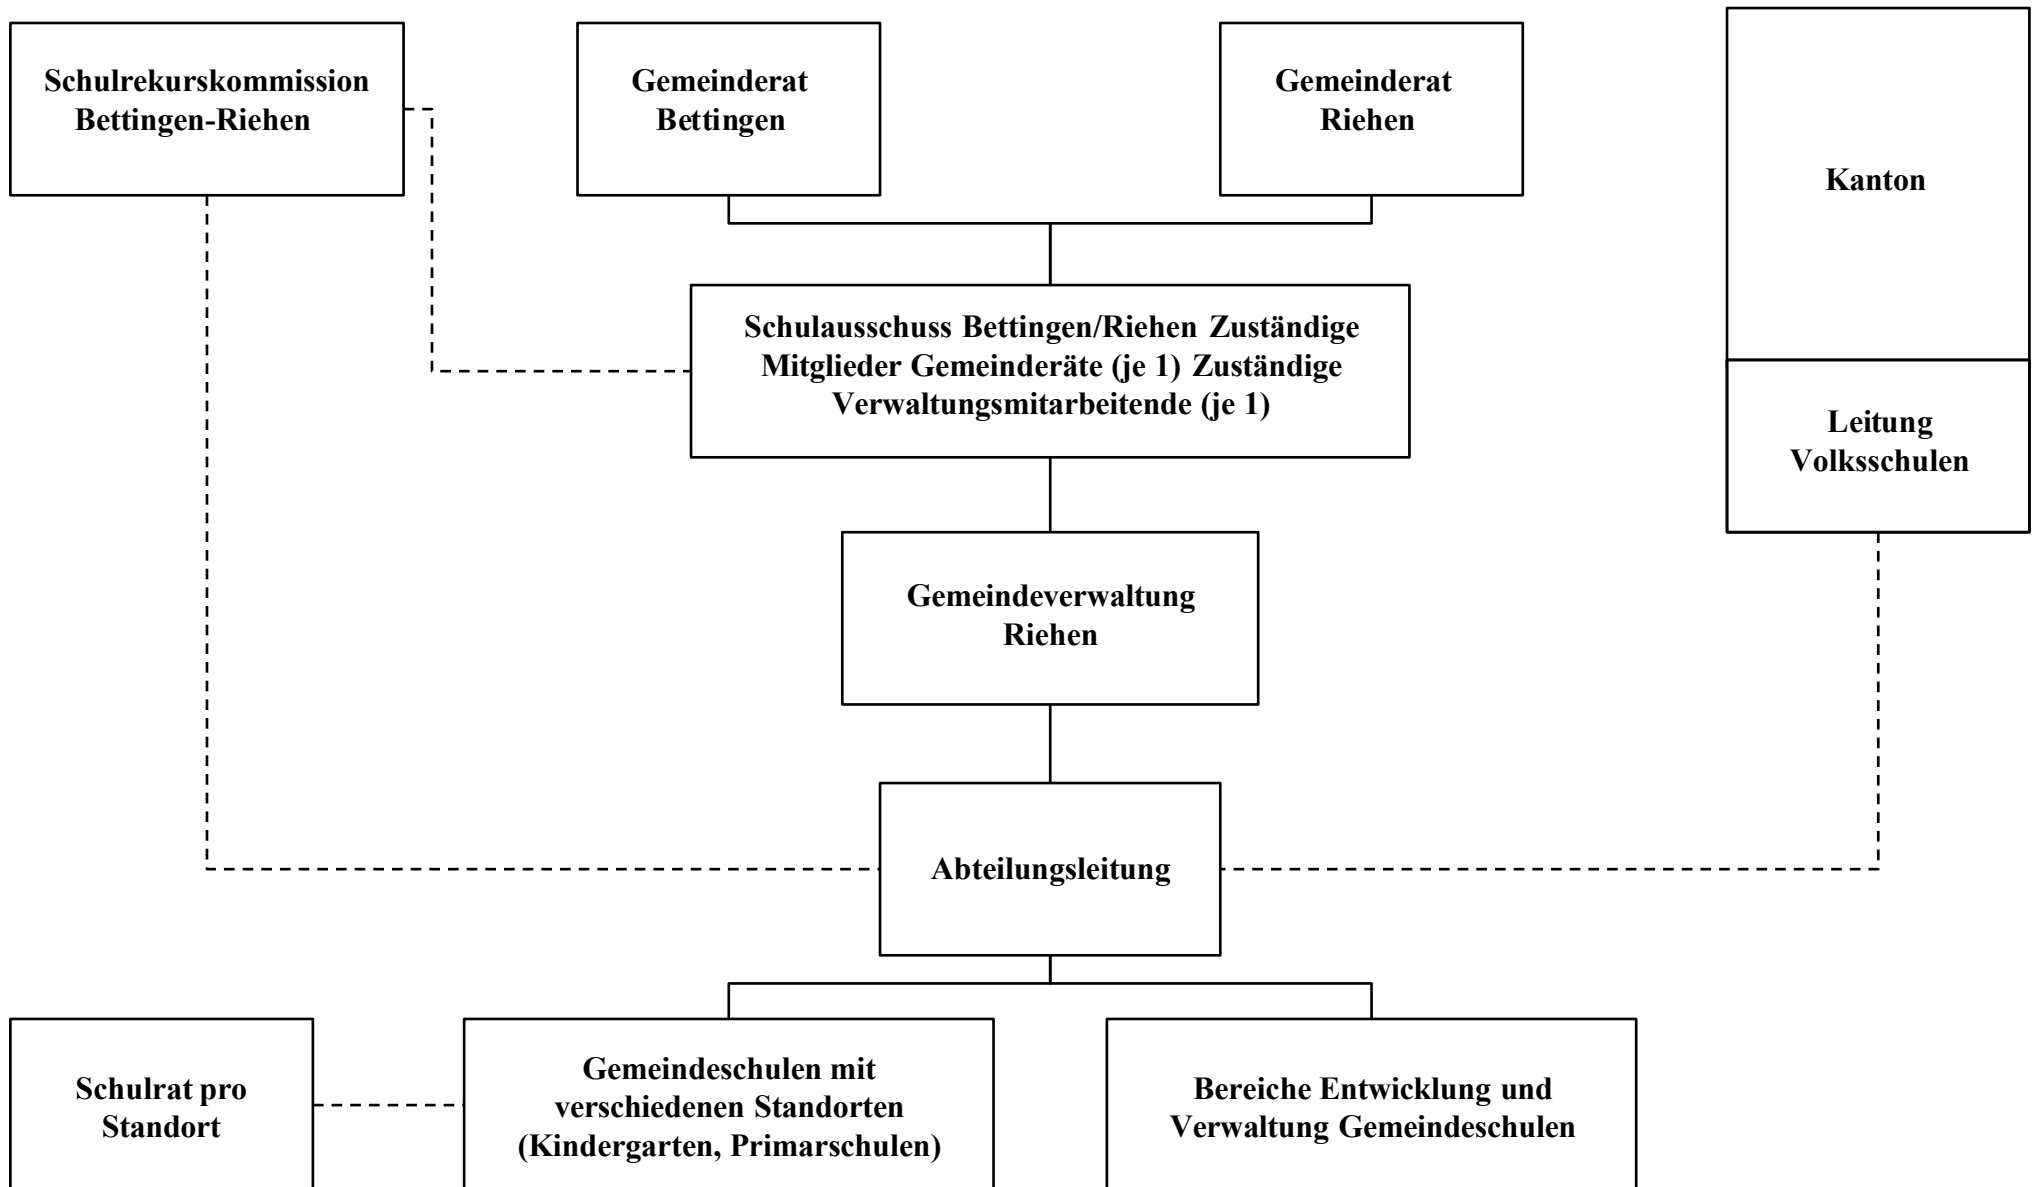 Schulrekurskommission
Bettingen-Riehen
Gemeinderat
Bettingen
Gemeinderat
Riehen
Kanton
Schulausschuss Bettingen/Riehen Zuständige
Mitglieder Gemeinderäte (je 1) Zuständige
Verwaltungsmitarbeitende (je 1)
Leitung
Volksschulen
Gemeindeverwaltung
Riehen
Abteilungsleitung
Schulrat pro
Standort
Gemeindeschulen mit
verschiedenen Standorten
(Kindergarten, Primarschulen)
Bereiche Entwicklung und
Verwaltung Gemeindeschulen